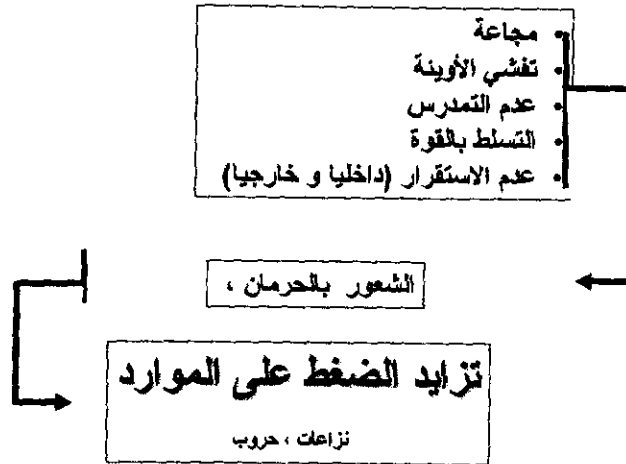 • مجاعة
• تفشي الأوبئة
• عدم التمدرس
• التسلط بالقوة
• عدم الاستقرار (داخليا و خارجيا)
الشعور بالحرمان ،
تزايد الضغط على الموارد
نزاعات ، حروب